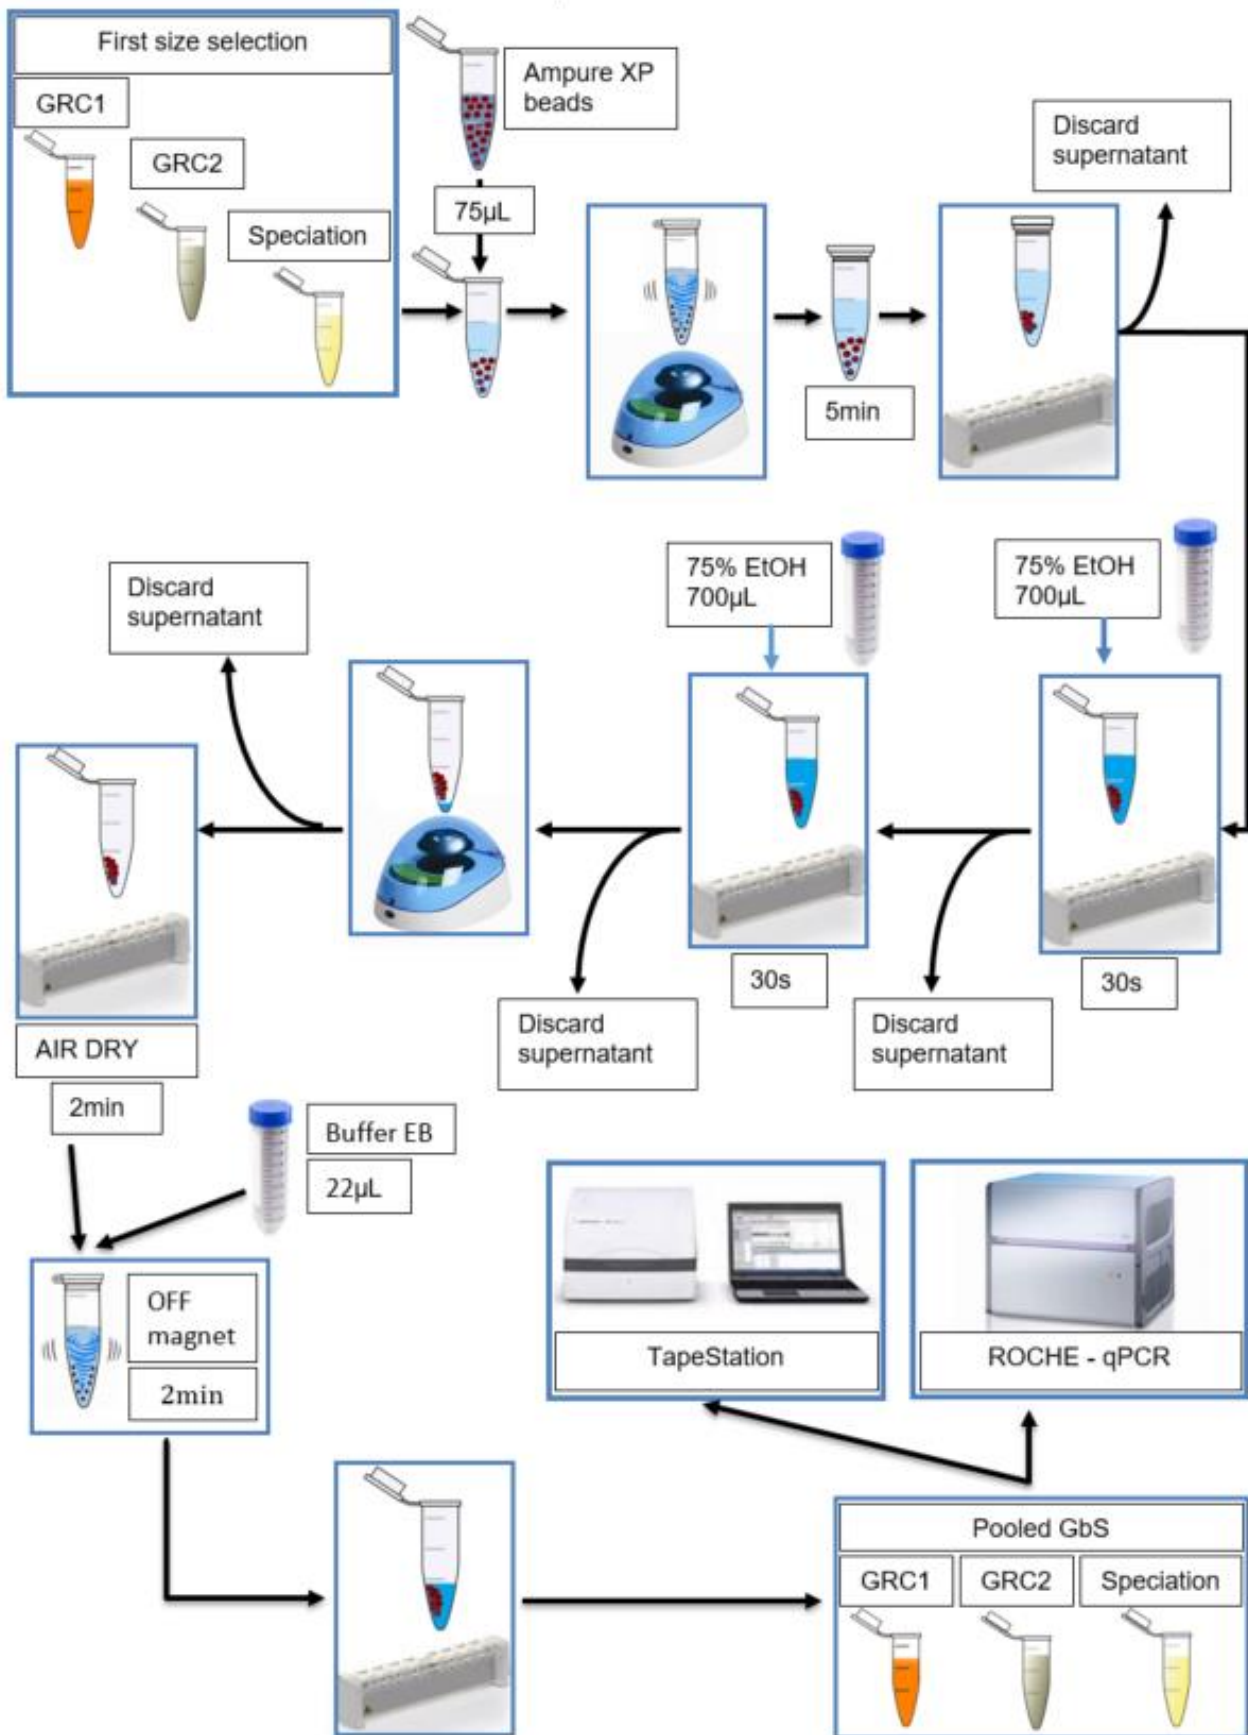 First size selection
GRC1
GRC2
Speciation
Ampure XP
beads
75µL
5min
Discard
supernatant
75% EtOH
700µL
30s
Discard
supernatant
75% EtOH
700µL
30s
Discard
supernatant
Discard
supernatant
AIR DRY
2min
Buffer EB
22µL
OFF
magnet
2min
Pooled GbS
GRC1
GRC2
Speciation
TapeStation
ROCHE - qPCR